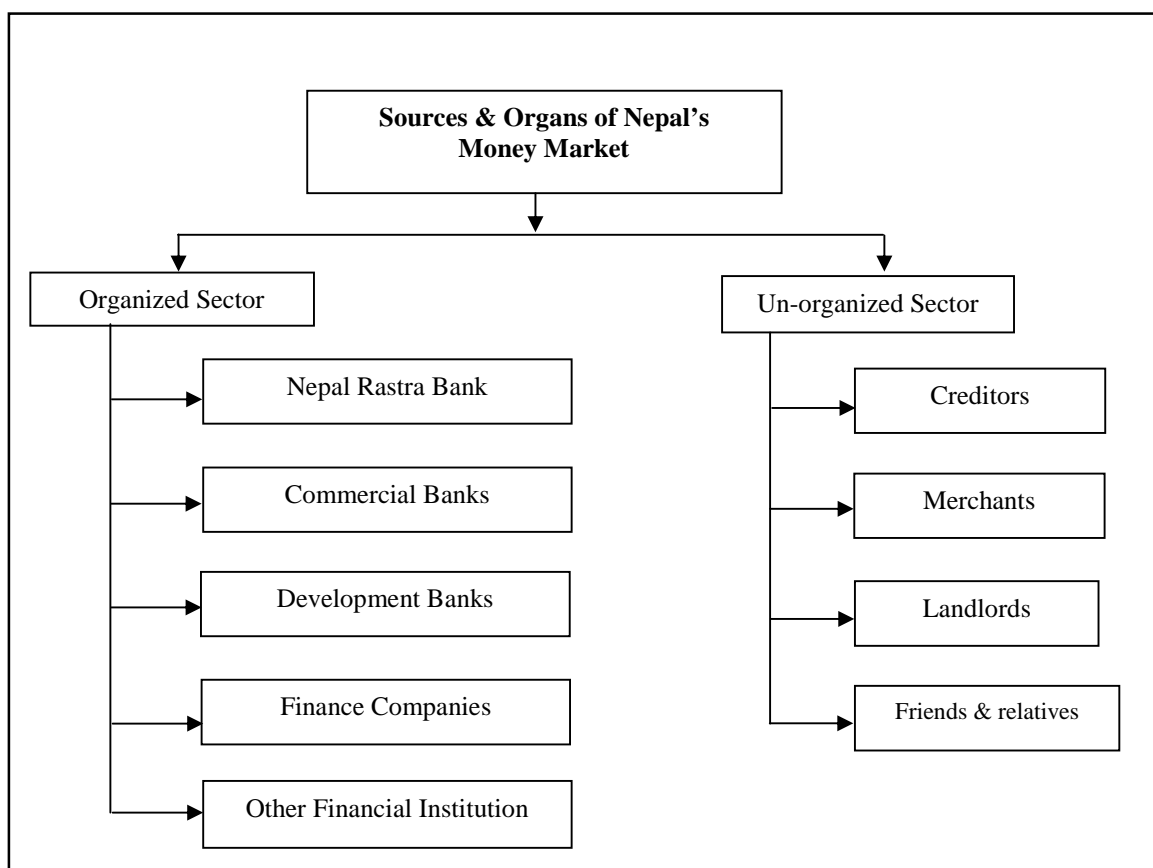 Sources & Organs of Nepal’s
Money Market
Organized Sector
Nepal Rastra Bank
Commercial Banks
Development Banks
Finance Companies
Other Financial Institution
Un-organized Sector
Creditors
Merchants
Landlords
Friends & relatives